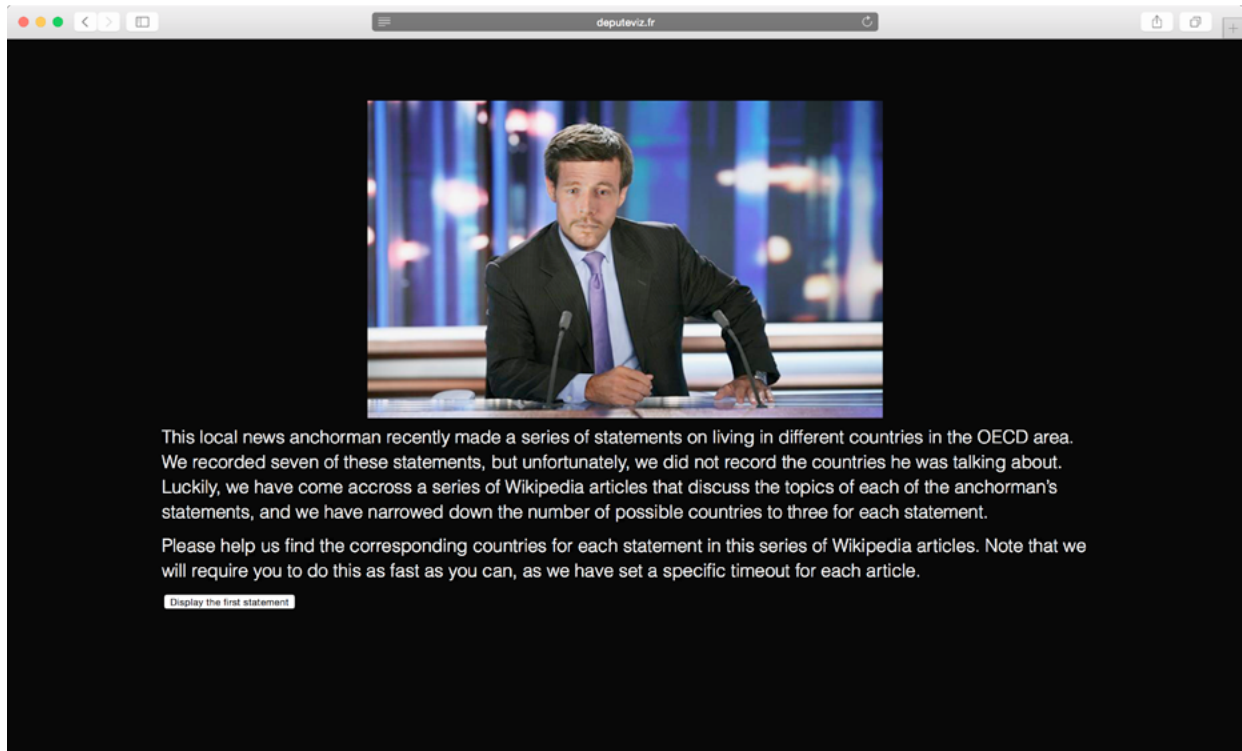 deputeviz.fr
This local news anchorman recently made a series of statements on living in different countries in the OECD area.
We recorded seven of these statements, but unfortunately, we did not record the countries he was talking about.
Luckily, we have come accross a series of Wikipedia articles that discuss the topics of each of the anchorman's
statements, and we have narrowed down the number of possible countries to three for each statement.
Please help us find the corresponding countries for each statement in this series of Wikipedia articles. Note that we
will require you to do this as fast as you can, as we have set a specific timeout for each article.
Display the first statement